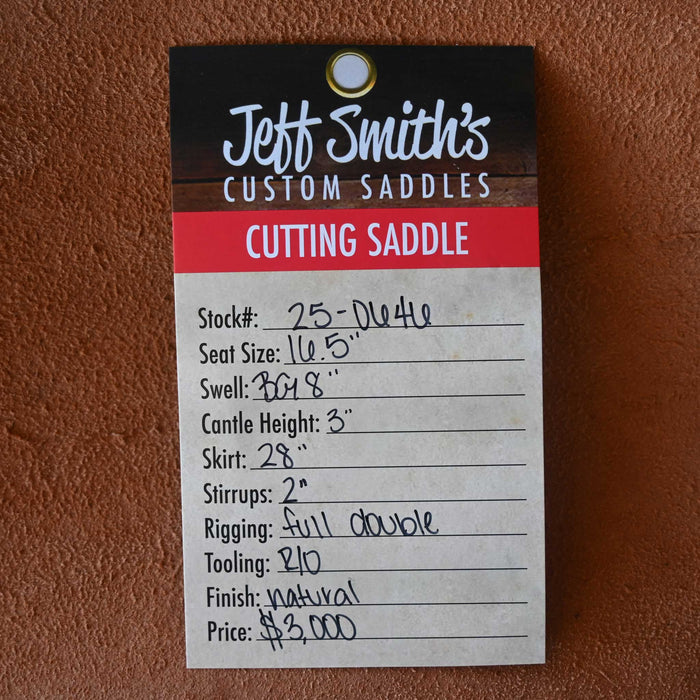 Jeff Smith's
CUSTOM SADDLES
CUTTING SADDLE
Stock#: 25-0646
Seat Size: 16.5"
Swell: BG 8"
Cantle Height: 3"
Skirt: 28"
Stirrups: 2"
Rigging: full double
Tooling: R/O
Finish: natural
Price: $3,000